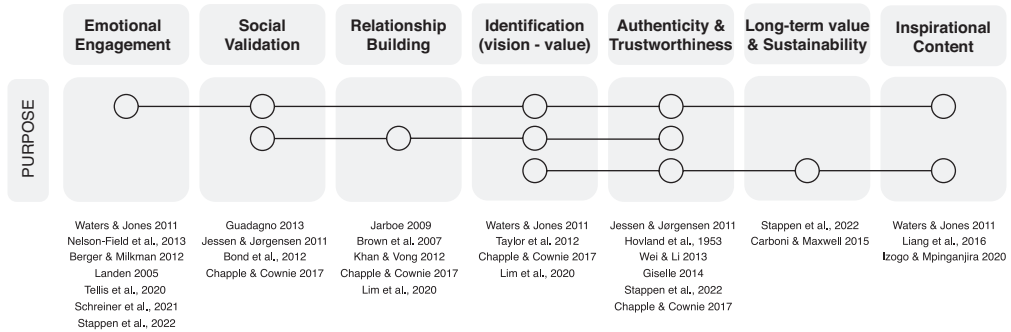 Emotional
Engagement
Social
Validation
Relationship
Building
Identification
(vision - value)
Authenticity &
Trustworthiness
Long-term value
& Sustainability
Inspirational
Content
PURPOSE
Waters & Jones 2011
Nelson-Field et al., 2013
Berger & Milkman 2012
Landen 2005
Tellis et al., 2020
Schreiner et al., 2021
Stappen et al., 2022
Guadagno 2013
Jessen & Jørgensen 2011
Bond et al., 2012
Chapple & Cownie 2017
Jarboe 2009
Brown et al. 2007
Khan & Vong 2012
Chapple & Cownie 2017
Lim et al., 2020
Waters & Jones 2011
Taylor et al. 2012
Chapple & Cownie 2017
Lim et al., 2020
Jessen & Jørgensen 2011
Hovland et al., 1953
Wei & Li 2013
Giselle 2014
Stappen et al., 2022
Chapple & Cownie 2017
Stappen et al., 2022
Carboni & Maxwell 2015
Waters & Jones 2011
Liang et al., 2016
Izogo & Mpinganjira 2020